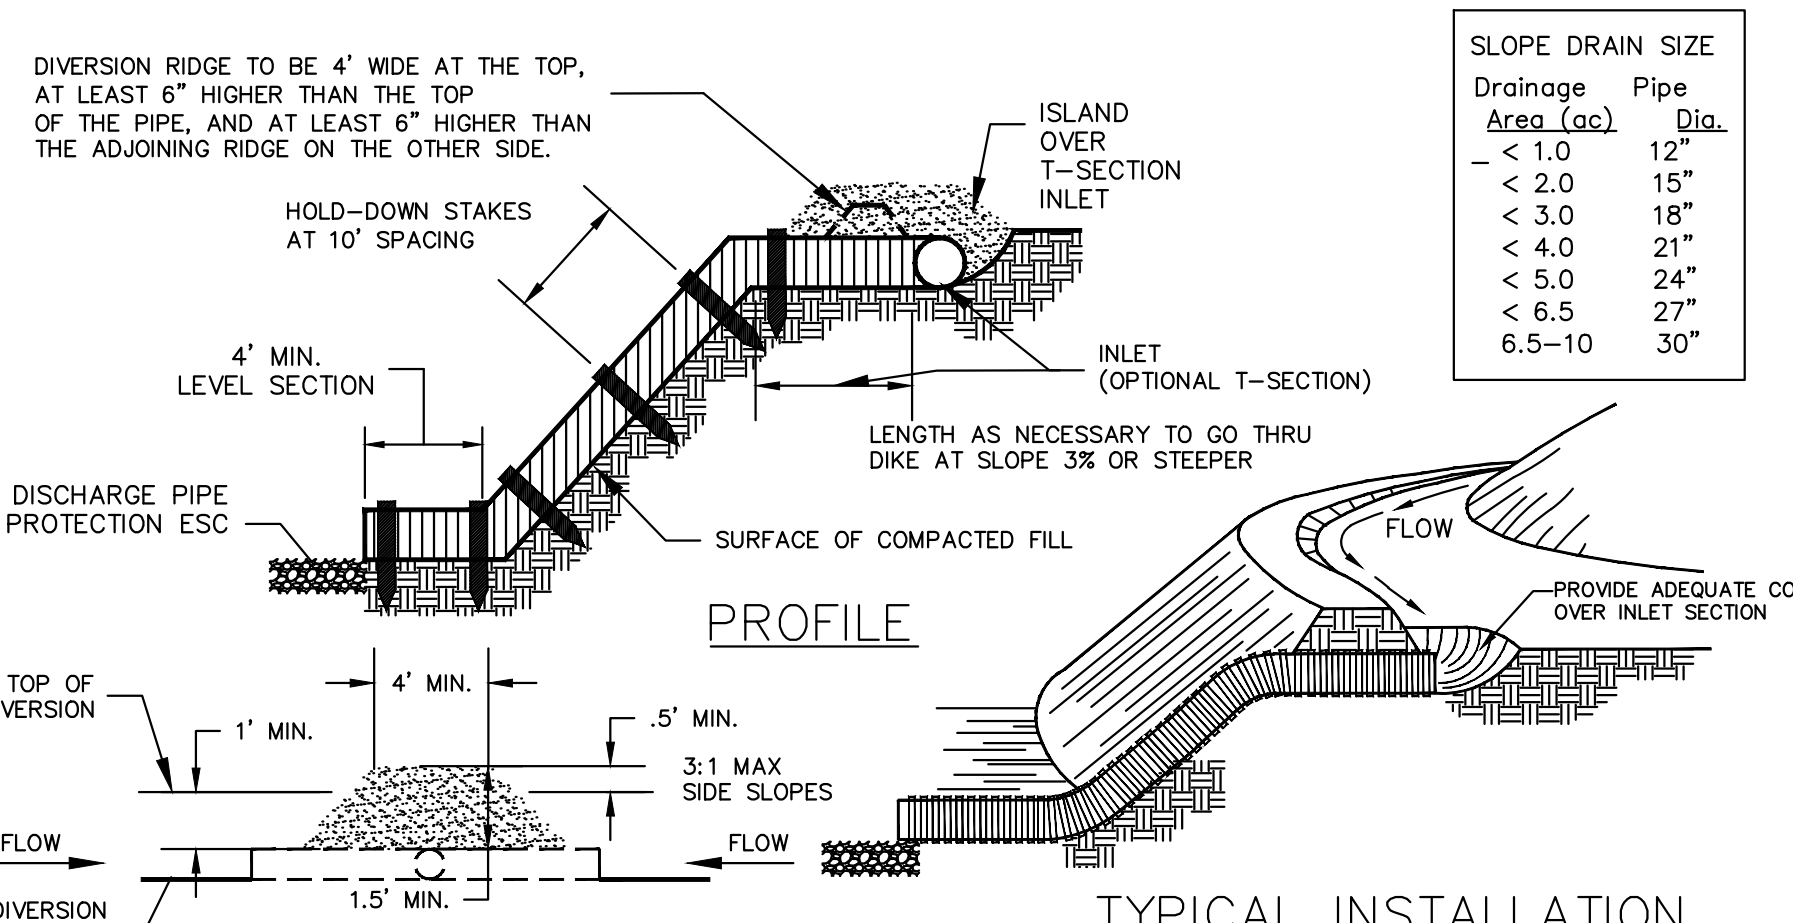 DIVERSION RIDGE TO BE 4' WIDE AT THE TOP,
AT LEAST 6" HIGHER THAN THE TOP
OF THE PIPE, AND AT LEAST 6" HIGHER THAN
THE ADJOINING RIDGE ON THE OTHER SIDE.
HOLD-DOWN STAKES
AT 10' SPACING
ISLAND
OVER
T-SECTION
INLET
SLOPE DRAIN SIZE
Drainage Pipe
Area (ac) Dia.
_ < 1.0 12"
< 2.0 15"
< 3.0 18"
< 4.0 21"
< 5.0 24"
< 6.5 27"
6.5-10 30"
4' MIN.
LEVEL SECTION
INLET
(OPTIONAL T-SECTION)
LENGTH AS NECESSARY TO GO THRU
DIKE AT SLOPE 3% OR STEEPER
DISCHARGE PIPE
PROTECTION ESC
SURFACE OF COMPACTED FILL
FLOW
PROVIDE ADEQUATE CO
OVER INLET SECTION
PROFILE
TOP OF
VERSION
4' MIN.
1' MIN.
.5' MIN.
3:1 MAX
SIDE SLOPES
FLOW
FLOW
1.5' MIN.
DIVERSION
TYPICAL INSTALLATION